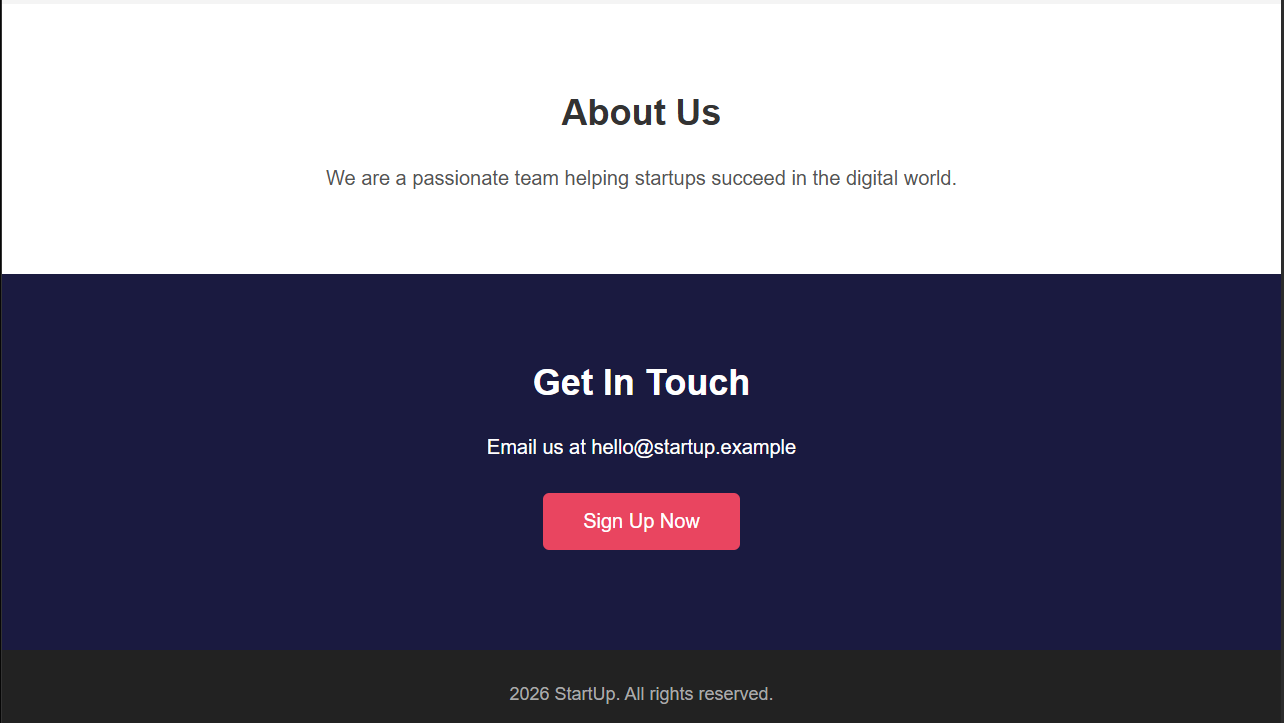 About Us
We are a passionate team helping startups succeed in the digital world.
Get In Touch
Email us at hello@startup.example
Sign Up Now
2026 StartUp. All rights reserved.